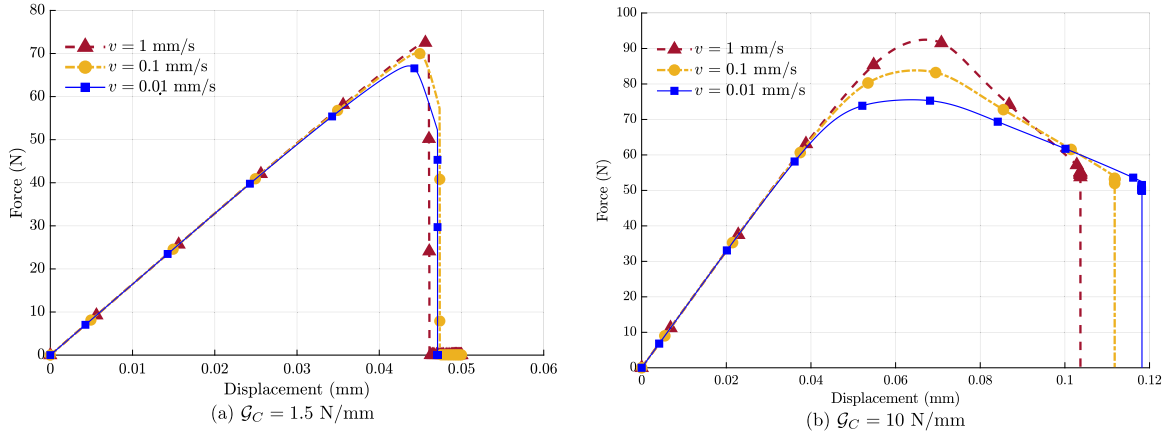 80
70
60
50
40
30
20
10
0
Force (N)
v = 1 mm/s
v = 0.1 mm/s
v = 0.01 mm/s
0 0.01 0.02 0.03 0.04 0.05 0.06
Displacement (mm)
(a) 𝒢_C = 1.5 N/mm
100
90
80
70
60
50
40
30
20
10
0
Force (N)
v = 1 mm/s
v = 0.1 mm/s
v = 0.01 mm/s
0 0.02 0.04 0.06 0.08 0.1 0.12
Displacement (mm)
(b) 𝒢_C = 10 N/mm